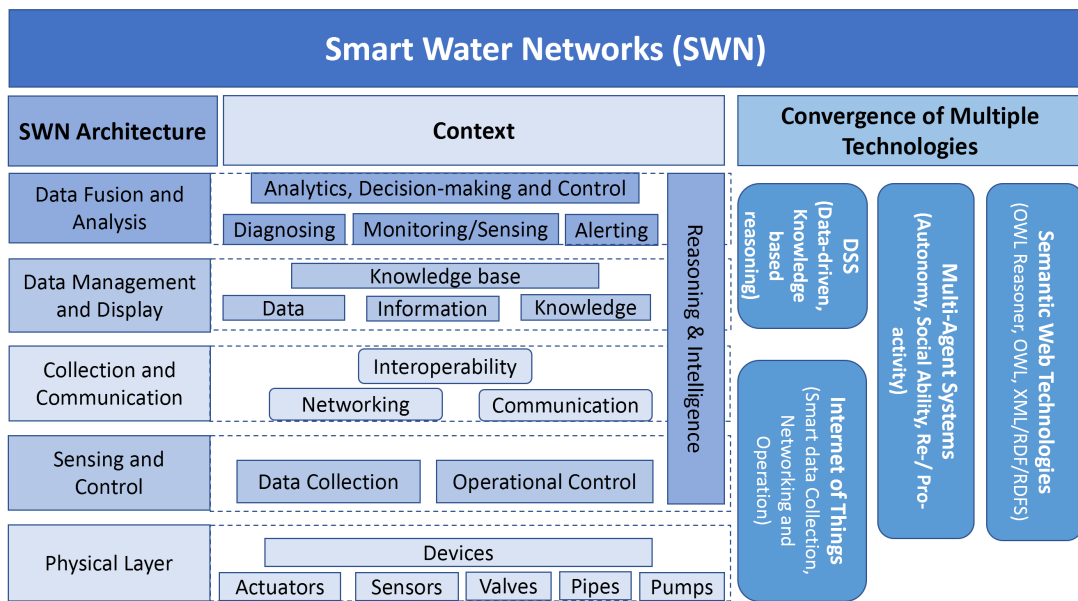 Smart Water Networks (SWN)
SWN Architecture
Context
Convergence of Multiple
Technologies
Data Fusion and
Analysis
Analytics, Decision-making and Control
Diagnosing
Monitoring/Sensing
Alerting
Data Management
and Display
Knowledge base
Data
Information
Knowledge
Collection and
Communication
Interoperability
Networking
Communication
Sensing and
Control
Data Collection
Operational Control
Physical Layer
Devices
Actuators
Sensors
Valves
Pipes
Pumps
Reasoning & Intelligence
DSS
(Data-driven,
Knowledge
based
reasoning)
Internet of Things
(Smart data Collection,
Networking and
Operation)
Multi-Agent Systems
(Autonomy, Social Ability, Re-/ Pro-
activity)
Semantic Web Technologies
(OWL Reasoner, OWL, XML/RDF/RDFS)